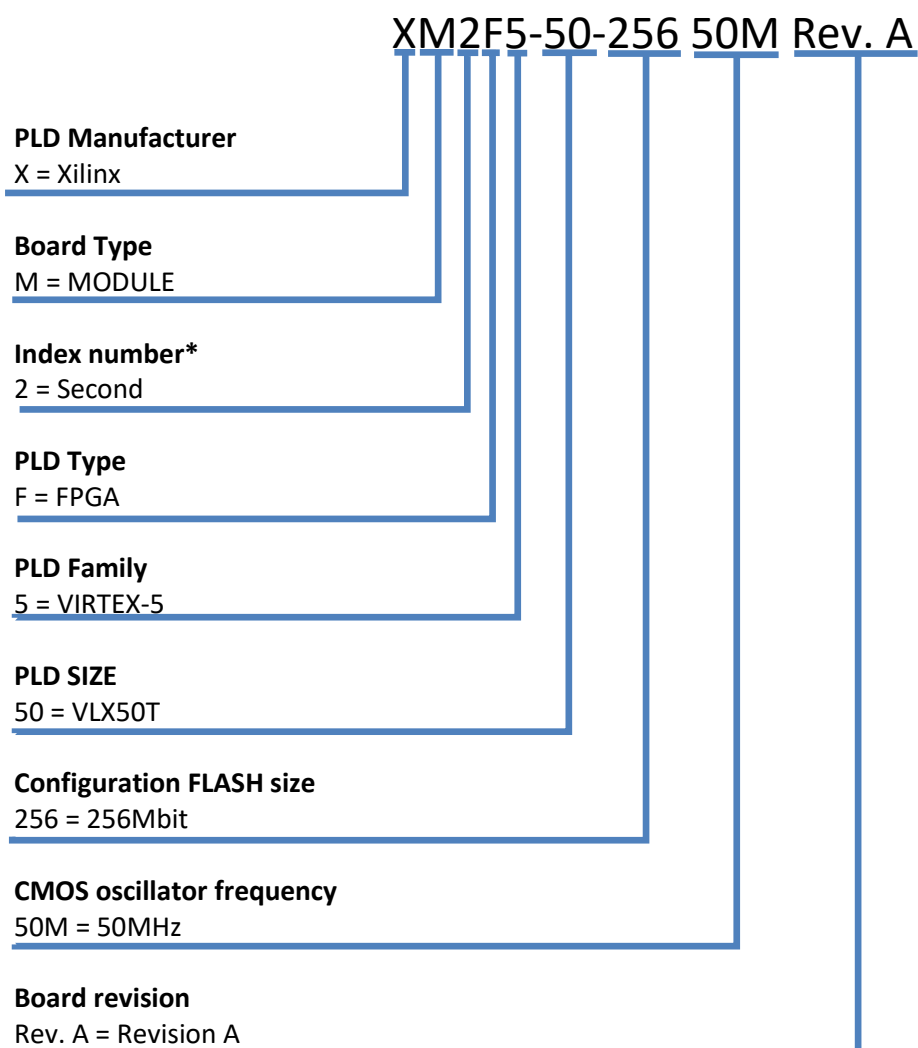 XM2F5-50-256 50M Rev. A
PLD Manufacturer
X = Xilinx
Board Type
M = MODULE
Index number*
2 = Second
PLD Type
F = FPGA
PLD Family
5 = VIRTEX-5
PLD SIZE
50 = VLX50T
Configuration FLASH size
256 = 256Mbit
CMOS oscillator frequency
50M = 50MHz
Board revision
Rev. A = Revision A